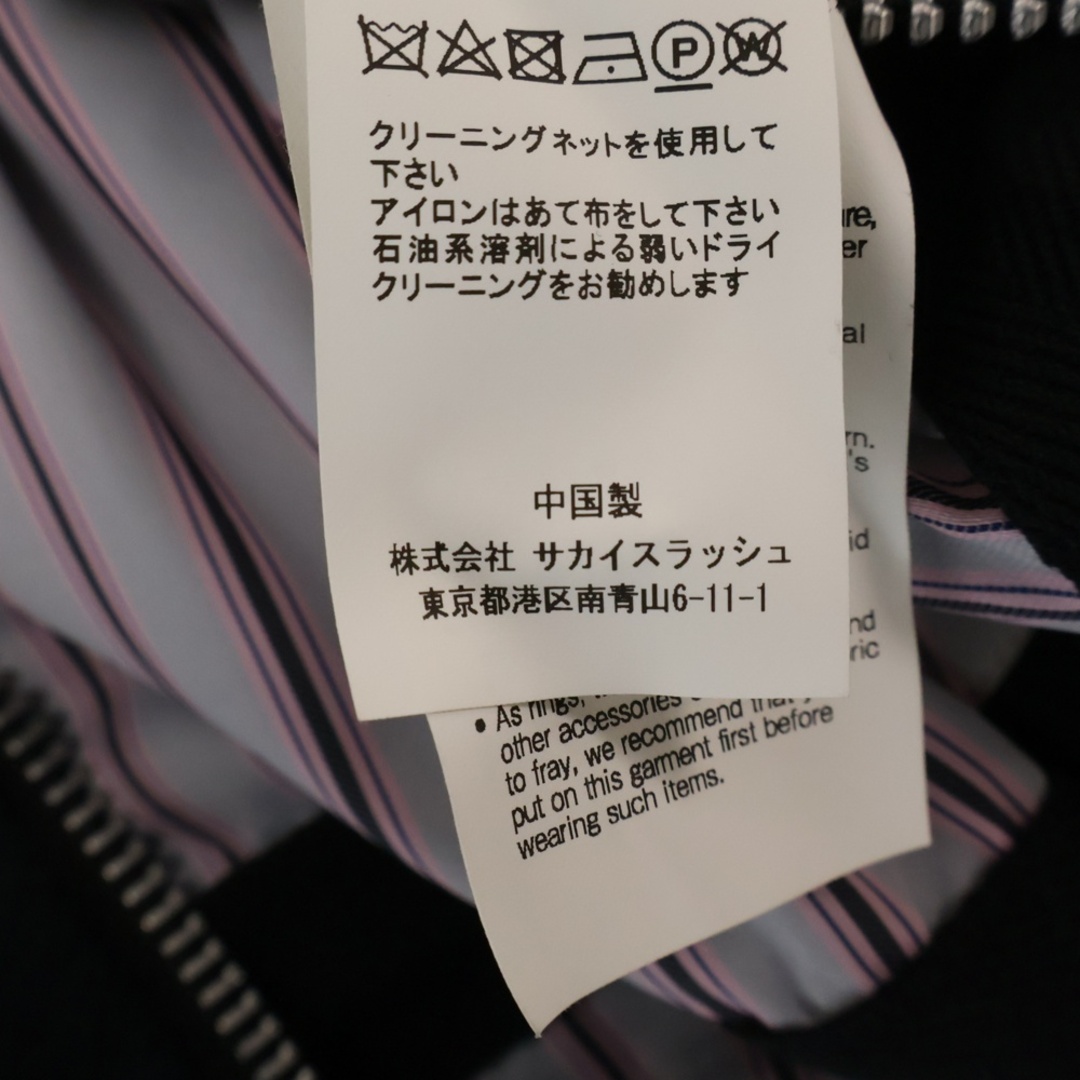 P W
クリーニングネットを使用して
下さい
アイロンはあて布をして下さい
石油系溶剤による弱いドライ
クリーニングをお勧めします
中国製
株式会社 サカイスラッシュ
東京都港区南青山6-11-1
• As rings,
other accessories
to fray, we recommend that
put on this garment first before
wearing such items.